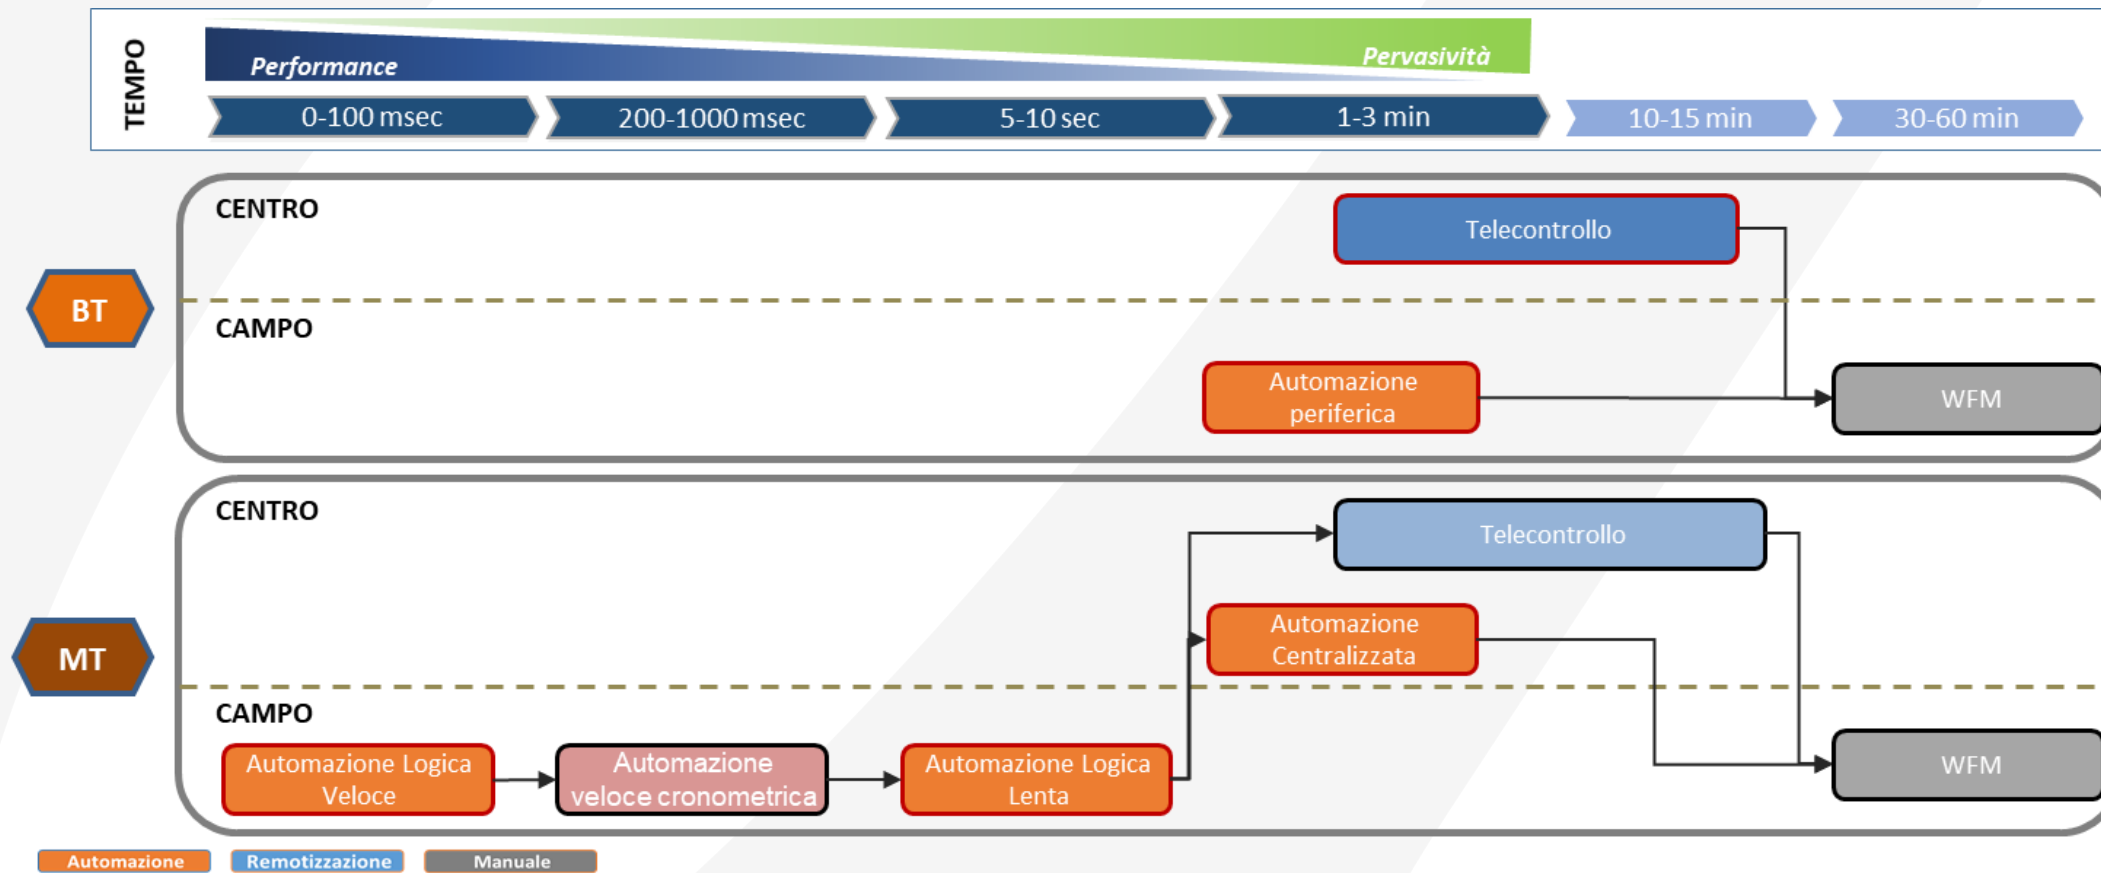 TEMPO
Performance
Pervasività
0-100 msec
200-1000 msec
5-10 sec
1-3 min
10-15 min
30-60 min
BT
CENTRO
Telecontrollo
CAMPO
Automazione
periferica
WFM
MT
CENTRO
Telecontrollo
Automazione
Centralizzata
CAMPO
Automazione Logica
Veloce
Automazione
veloce cronometrica
Automazione Logica
Lenta
WFM
Automazione
Remotizzazione
Manuale